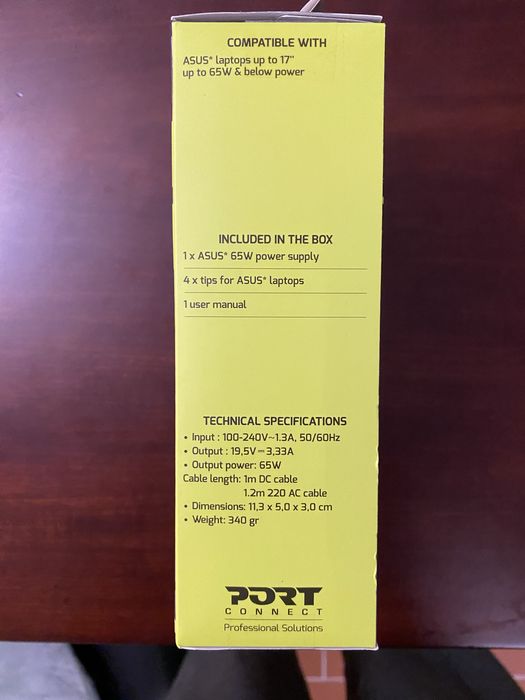 COMPATIBLE WITH
ASUS* laptops up to 17"
up to 65W & below power
INCLUDED IN THE BOX
1 x ASUS* 65W power supply
4 x tips for ASUS* laptops
1 user manual
TECHNICAL SPECIFICATIONS
• Input : 100-240V~1.3A, 50/60Hz
• Output : 19,5V⎓3,33A
• Output power: 65W
Cable length: 1m DC cable
1.2m 220 AC cable
• Dimensions: 11,3 x 5,0 x 3,0 cm
• Weight: 340 gr
PORT
CONNECT
Professional Solutions